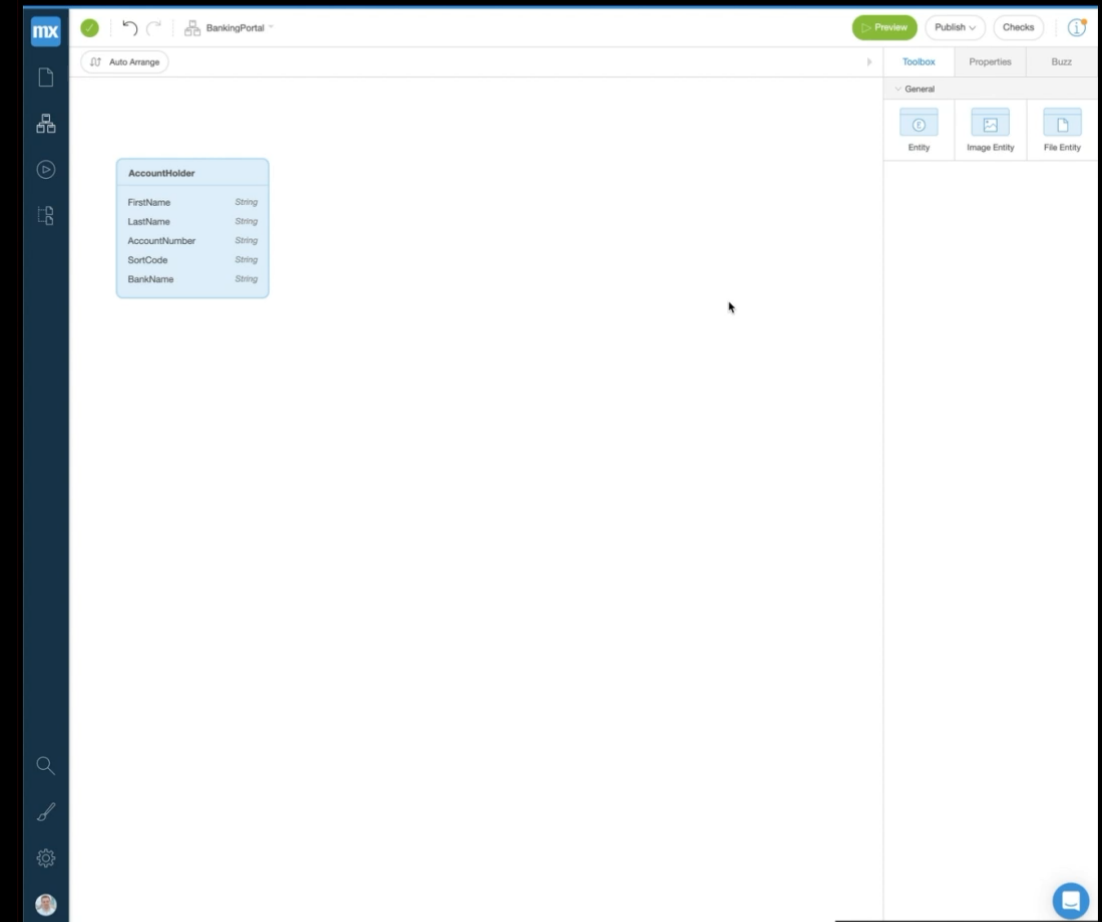 mx
BankingPortal
Preview
Publish
Checks
Auto Arrange
Toolbox
Properties
Buzz
General
Entity
Image Entity
File Entity
AccountHolder
FirstName String
LastName String
AccountNumber String
SortCode String
BankName String